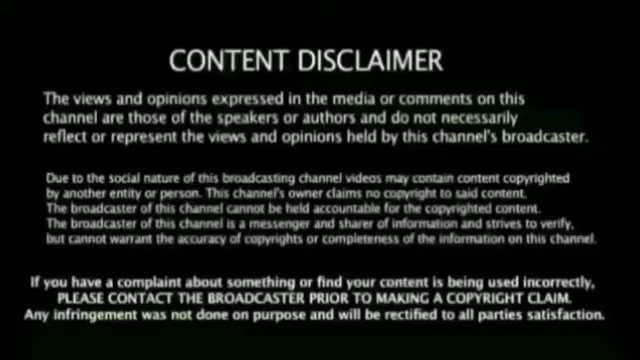 CONTENT DISCLAIMER
The views and opinions expressed in the media or comments on this
channel are those of the speakers or authors and do not necessarily
reflect or represent the views and opinions held by this channel's broadcaster.
Due to the social nature of this broadcasting channel videos may contain content copyrighted
by another entity or person. This channel's owner claims no copyright to said content.
The broadcaster of this channel cannot be held accountable for the copyrighted content.
The broadcaster of this channel is a messenger and sharer of information and strives to verify,
but cannot warrant the accuracy of copyrights or completeness of the information on this channel.
If you have a complaint about something or find your content is being used incorrectly,
PLEASE CONTACT THE BROADCASTER PRIOR TO MAKING A COPYRIGHT CLAIM.
Any infringement was not done on purpose and will be rectified to all parties satisfaction.